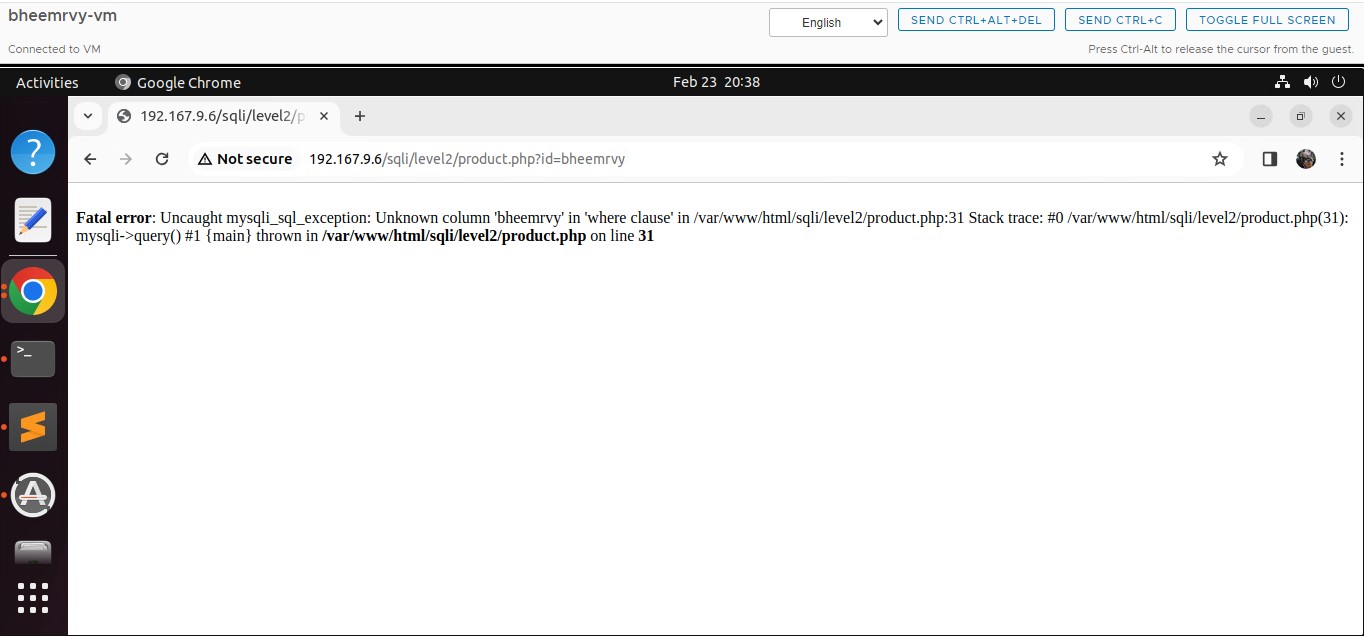 bheemrvy-vm
English
SEND CTRL+ALT+DEL
SEND CTRL+C
TOGGLE FULL SCREEN
Connected to VM
Press Ctrl-Alt to release the cursor from the guest.
Activities
Google Chrome
Feb 23 20:38
192.167.9.6/sqli/level2/p
Not secure
192.167.9.6/sqli/level2/product.php?id=bheemrvy
Fatal error: Uncaught mysqli_sql_exception: Unknown column 'bheemrvy' in 'where clause' in /var/www/html/sqli/level2/product.php:31 Stack trace: #0 /var/www/html/sqli/level2/product.php(31):
mysqli->query() #1 {main} thrown in /var/www/html/sqli/level2/product.php on line 31